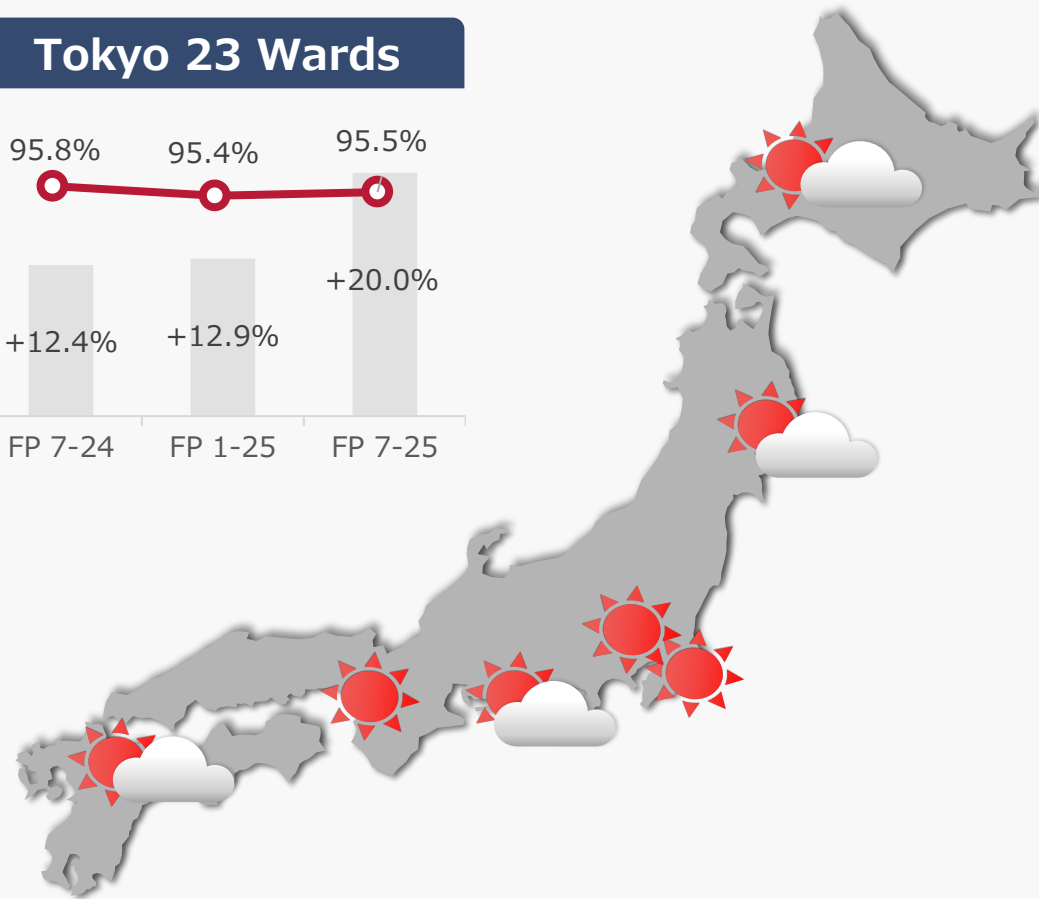 Tokyo 23 Wards
95.8%
95.4%
95.5%
+12.4%
+12.9%
+20.0%
FP 7-24
FP 1-25
FP 7-25